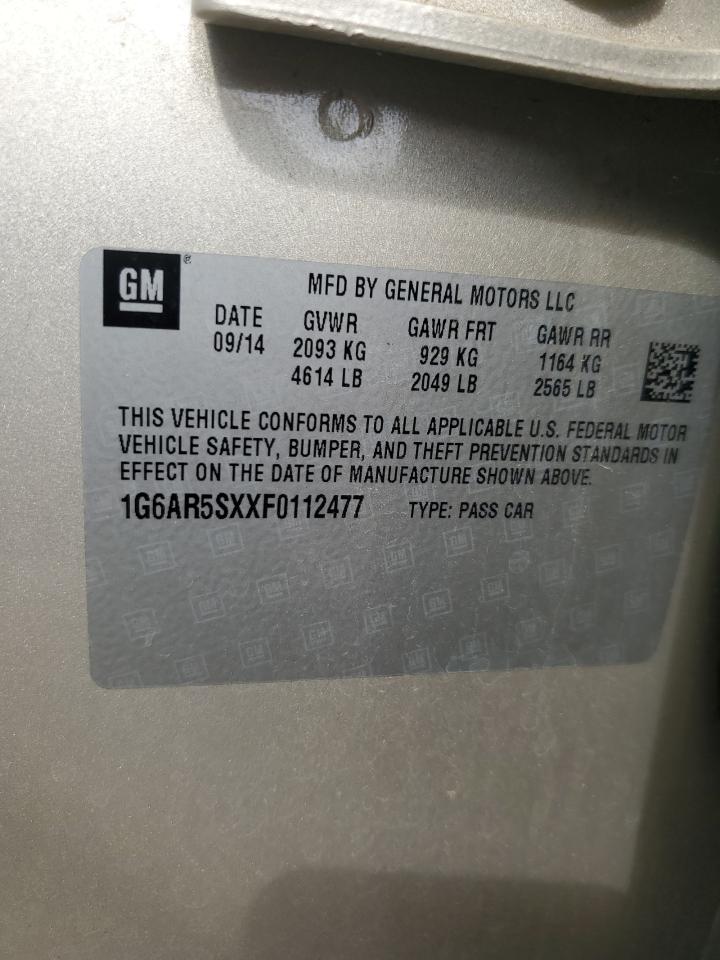 GM ®
MFD BY GENERAL MOTORS LLC
DATE GVWR GAWR FRT GAWR RR
09/14 2093 KG 929 KG 1164 KG
4614 LB 2049 LB 2565 LB
THIS VEHICLE CONFORMS TO ALL APPLICABLE U.S. FEDERAL MOTOR
VEHICLE SAFETY, BUMPER, AND THEFT PREVENTION STANDARDS IN
EFFECT ON THE DATE OF MANUFACTURE SHOWN ABOVE.
1G6AR5SXXF0112477 TYPE: PASS CAR